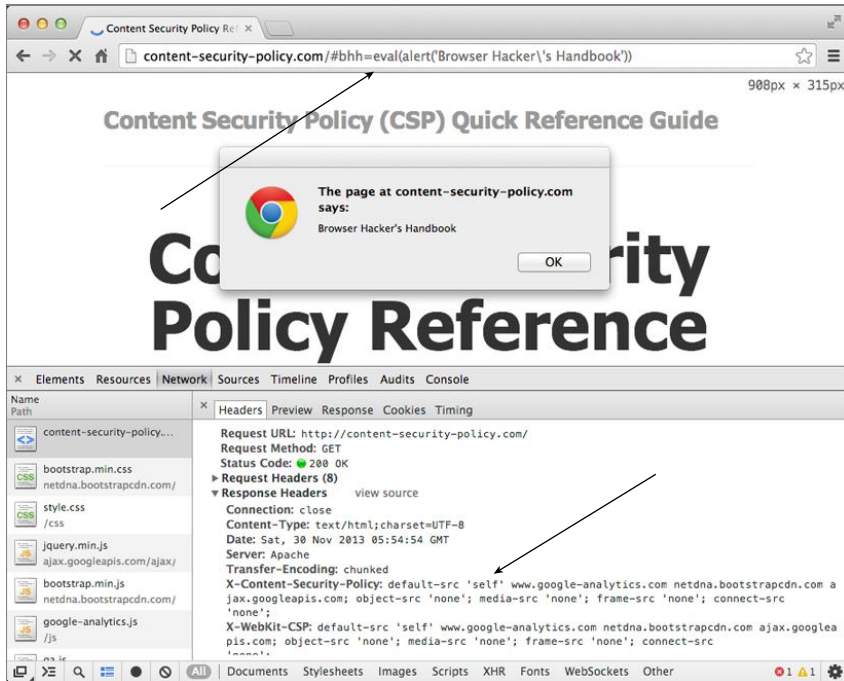 Content Security Policy Ref
content-security-policy.com/#bhh=eval(alert('Browser Hacker\'s Handbook'))
908px × 315px
Content Security Policy (CSP) Quick Reference Guide
The page at content-security-policy.com
says:
Browser Hacker's Handbook
OK
Co
rity
Policy Reference
× Elements Resources Network Sources Timeline Profiles Audits Console
Name
Path
× Headers Preview Response Cookies Timing
content-security-policy....
bootstrap.min.css
netdna.bootstrapcdn.com/
style.css
/css
jquery.min.js
ajax.googleapis.com/ajax/
bootstrap.min.js
netdna.bootstrapcdn.com/
google-analytics.js
/js
Request URL: http://content-security-policy.com/
Request Method: GET
Status Code: 200 OK
Request Headers (8)
Response Headers view source
Connection: close
Content-Type: text/html;charset=UTF-8
Date: Sat, 30 Nov 2013 05:54:54 GMT
Server: Apache
Transfer-Encoding: chunked
X-Content-Security-Policy: default-src 'self' www.google-analytics.com netdna.bootstrapcdn.com a
jax.googleapis.com; object-src 'none'; media-src 'none'; frame-src 'none'; connect-src
'none';
X-WebKit-CSP: default-src 'self' www.google-analytics.com netdna.bootstrapcdn.com ajax.googlea
pis.com; object-src 'none'; media-src 'none'; frame-src 'none'; connect-src
All Documents Stylesheets Images Scripts XHR Fonts WebSockets Other
1 1